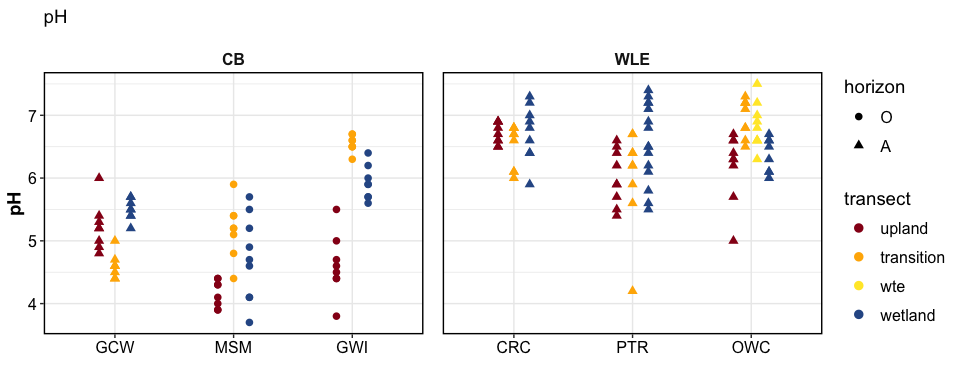 pH
CB
WLE
pH
7
6
5
4
GCW
MSM
GWI
CRC
PTR
OWC
horizon
O
A
transect
upland
transition
wte
wetland